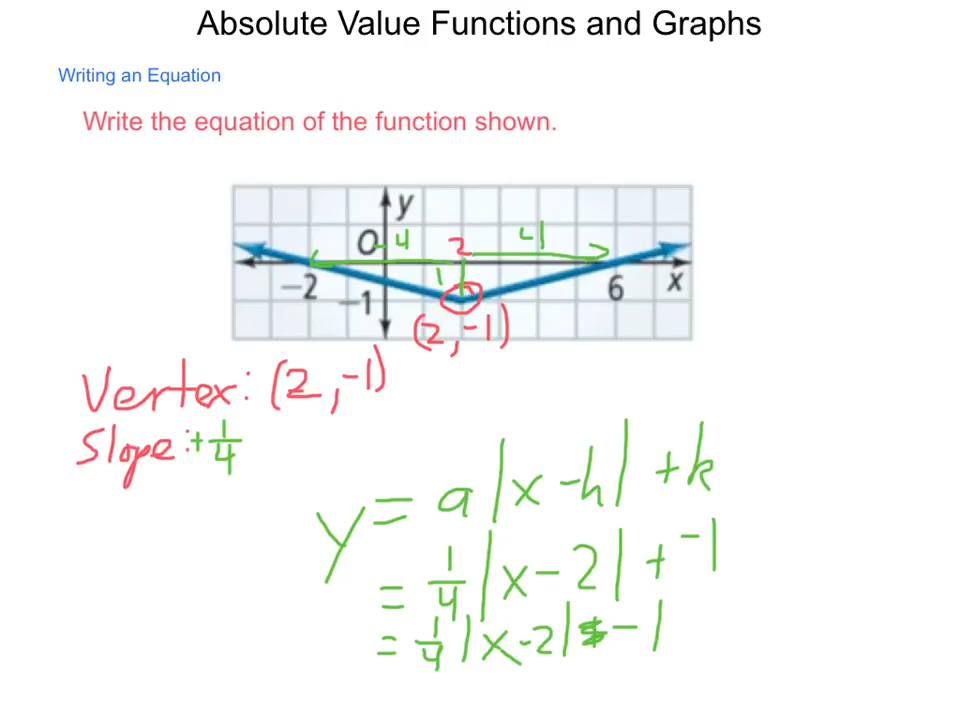 Absolute Value Functions and Graphs
Writing an Equation
Write the equation of the function shown.
y
O 4 2 4
-2 1 6 x
-1
(2, -1)
Vertex: (2, -1)
Slope: + 1/4
y = a|x - h| + k
= 1/4|x - 2| + -1
= 1/4|x - 2| - 1